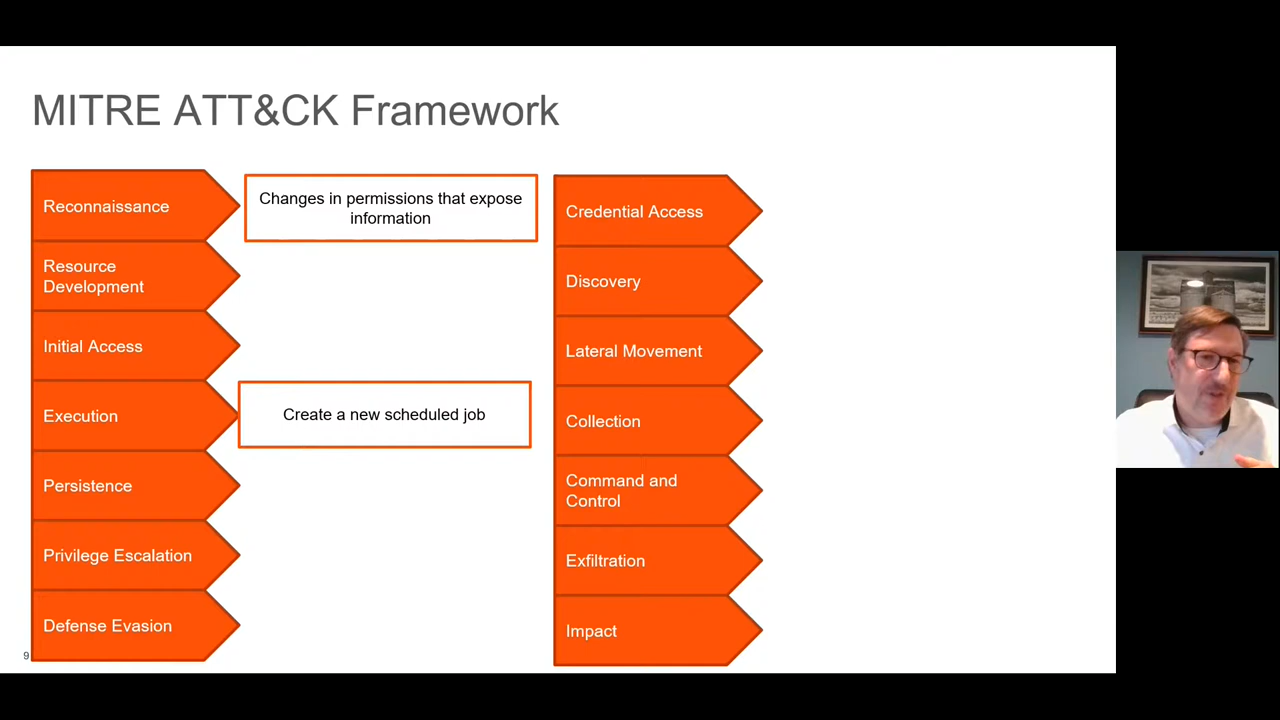 MITRE ATT&CK Framework
Reconnaissance
Changes in permissions that expose
information
Resource
Development
Initial Access
Execution
Create a new scheduled job
Persistence
Privilege Escalation
Defense Evasion
Credential Access
Discovery
Lateral Movement
Collection
Command and
Control
Exfiltration
Impact
9